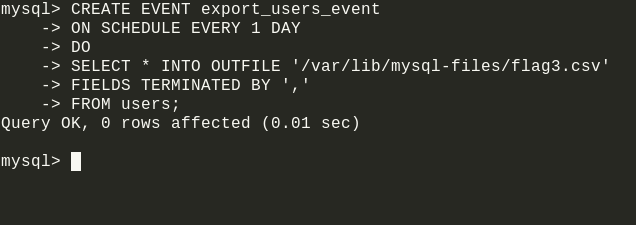 mysql> CREATE EVENT export_users_event
    -> ON SCHEDULE EVERY 1 DAY
    -> DO
    -> SELECT * INTO OUTFILE '/var/lib/mysql-files/flag3.csv'
    -> FIELDS TERMINATED BY ','
    -> FROM users;
Query OK, 0 rows affected (0.01 sec)
mysql>